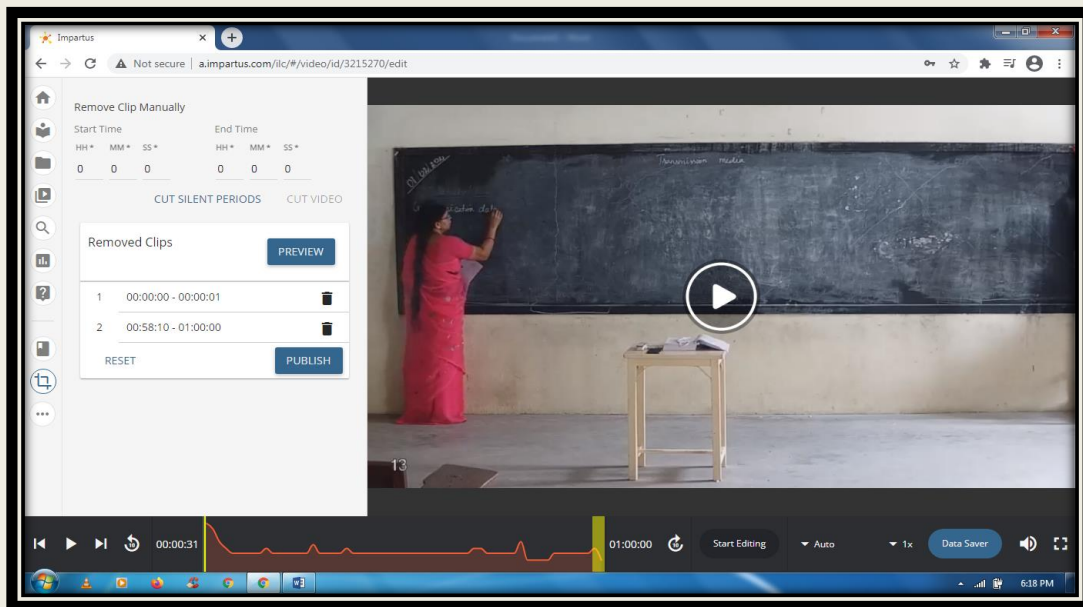 Impartus
Not secure | a.impartus.com/ilc/#/video/id/3215270/edit
Remove Clip Manually
Start Time End Time
HH * MM * SS * HH * MM * SS *
0 0 0 0 0 0
CUT SILENT PERIODS CUT VIDEO
Removed Clips
PREVIEW
1 00:00:00 - 00:00:01
2 00:58:10 - 01:00:00
RESET PUBLISH
Transmission media
13
00:00:31 01:00:00 Start Editing Auto 1x Data Saver
6:18 PM